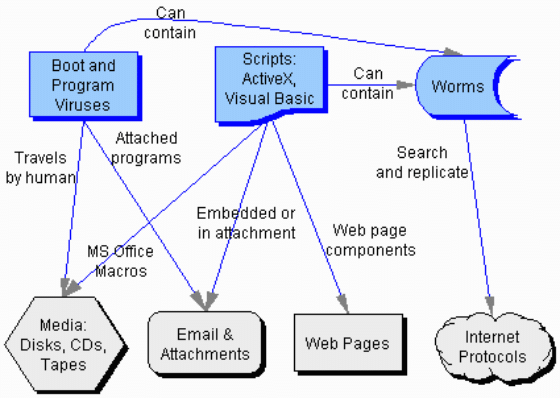 Can
contain
Boot and
Program
Viruses
Scripts:
ActiveX,
Visual Basic
Can
contain
Worms
Travels
by human
Attached
programs
Search
and replicate
Embedded or
in attachment
Web page
components
MS Office
Macros
Media:
Disks, CDs,
Tapes
Email &
Attachments
Web Pages
Internet
Protocols